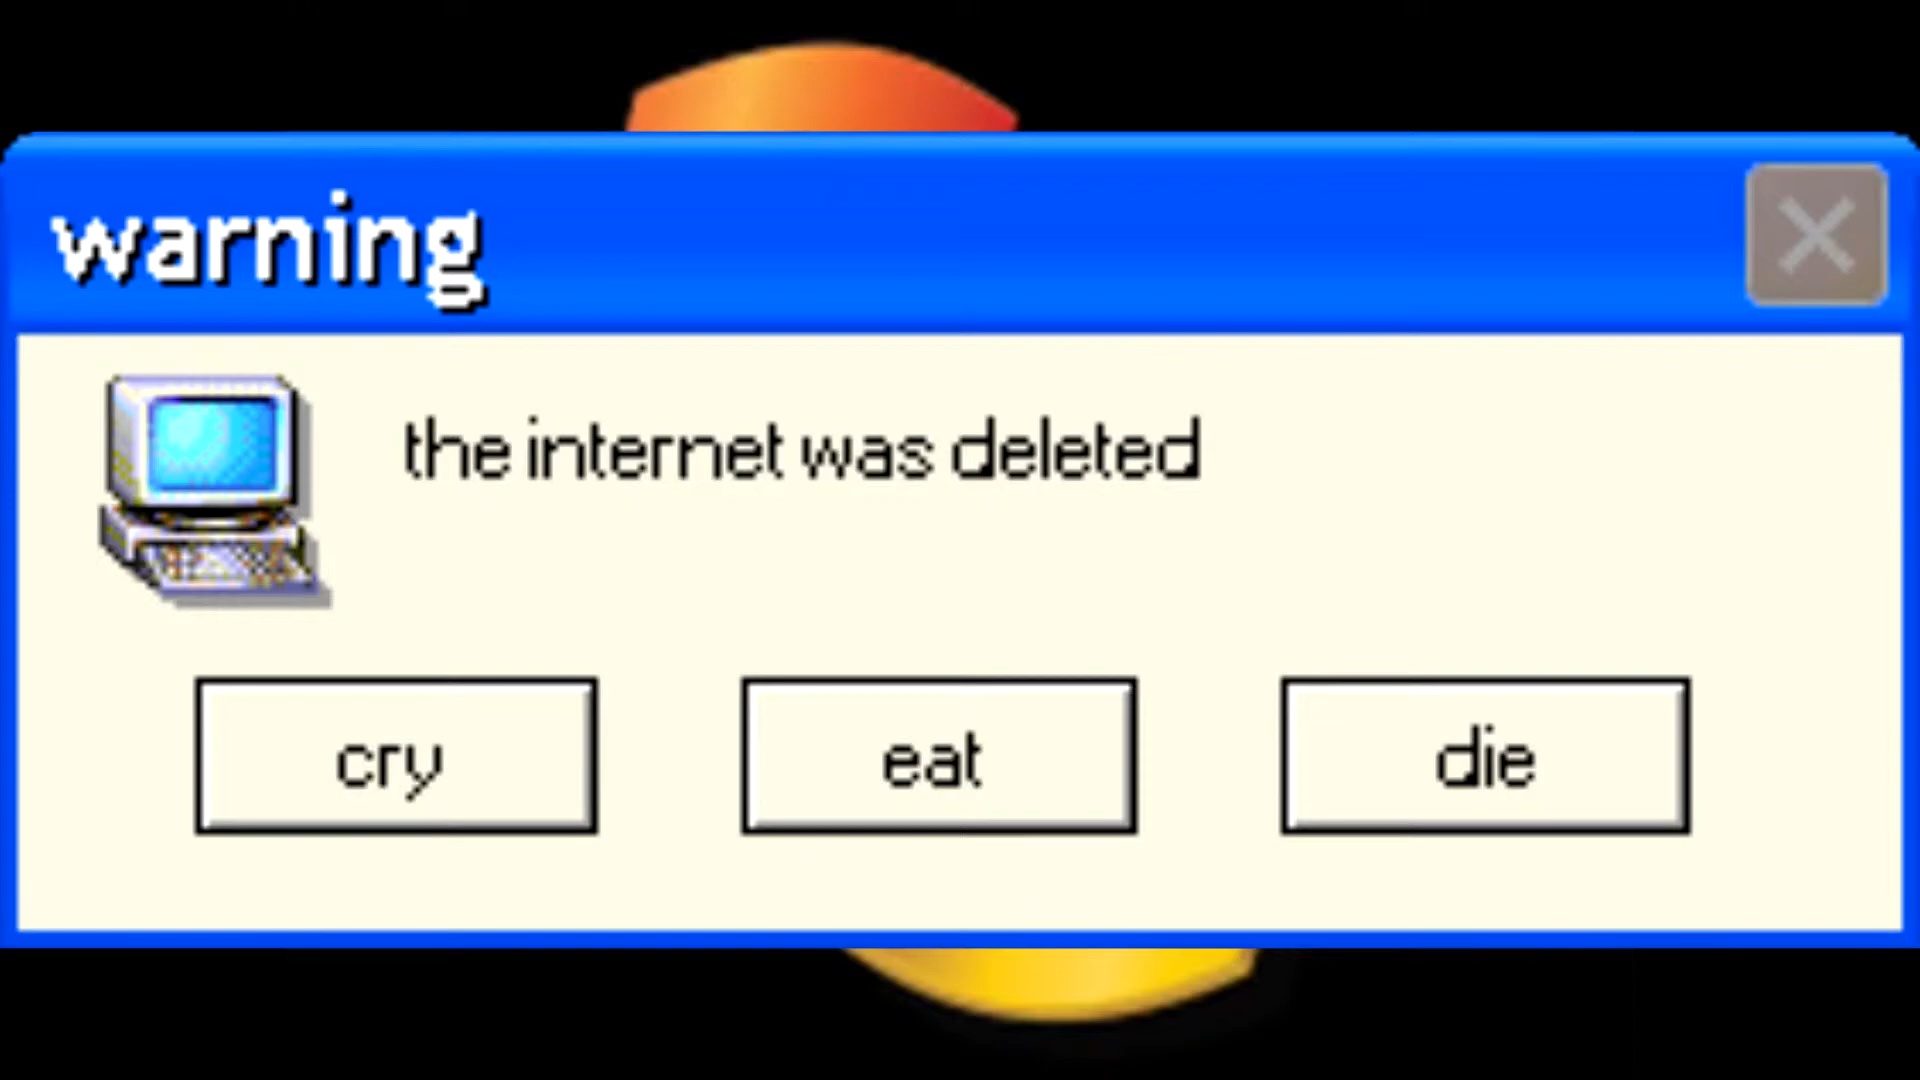 warning
the internet was deleted
cry
eat
die